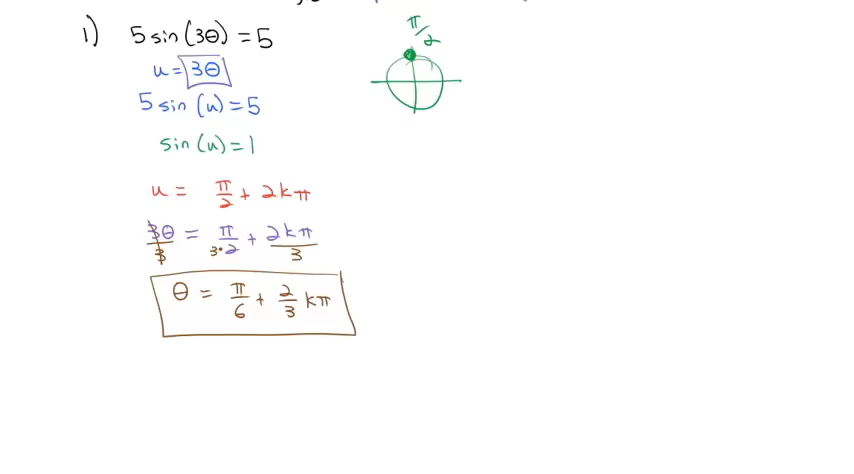 1) 5 sin (3θ) = 5
π/2
u = 3θ
5 sin (u) = 5
sin (u) = 1
u = π/2 + 2kπ
3θ/3 = π/3·2 + 2kπ/3
θ = π/6 + 2/3 kπ